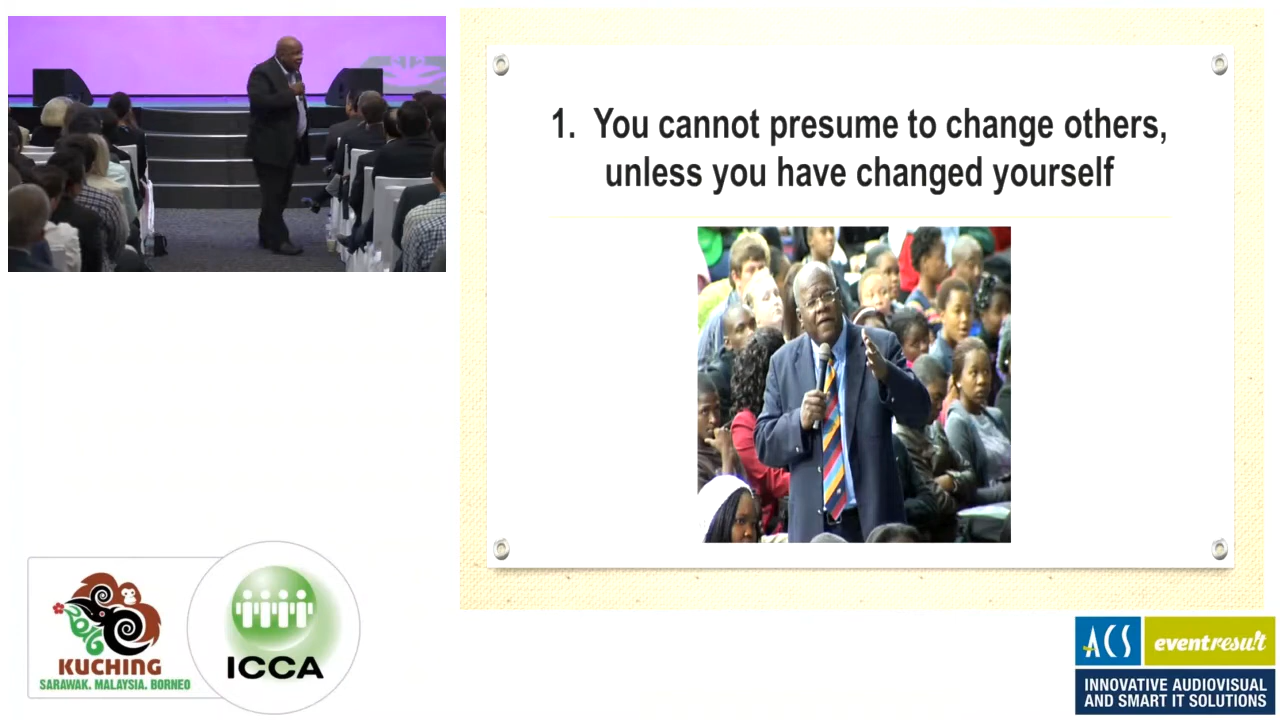 1. You cannot presume to change others,
unless you have changed yourself
2016
KUCHING
SARAWAK. MALAYSIA. BORNEO
ICCA
ACS
eventresult
INNOVATIVE AUDIOVISUAL
AND SMART IT SOLUTIONS